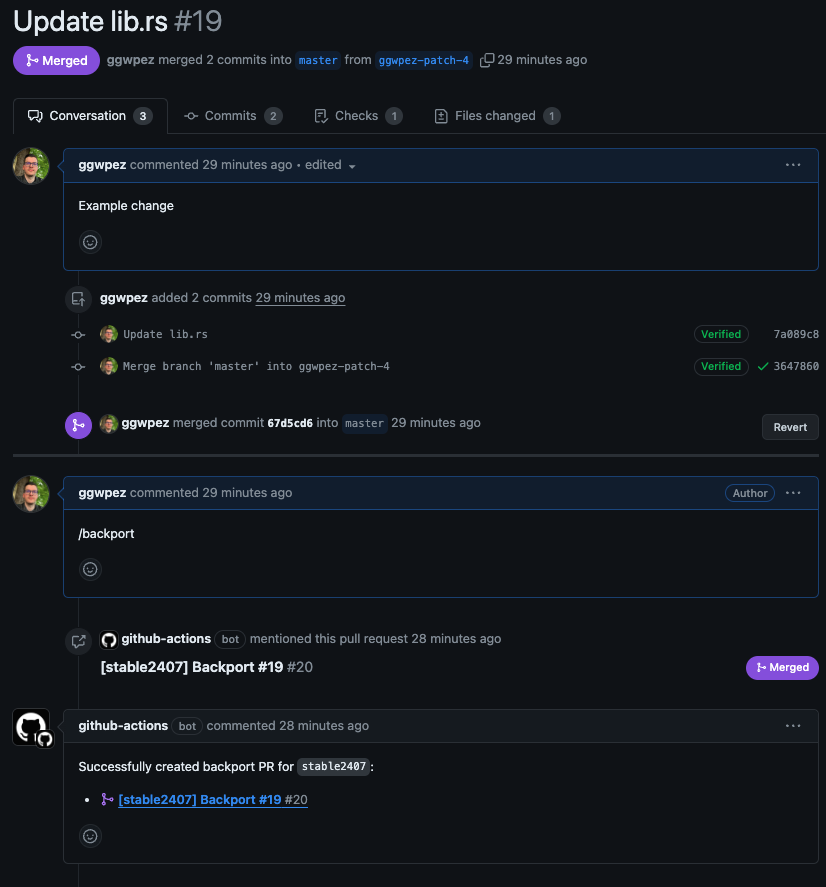 Update lib.rs #19
Merged ggwpez merged 2 commits into master from ggwpez-patch-4 29 minutes ago
Conversation 3 Commits 2 Checks 1 Files changed 1
ggwpez commented 29 minutes ago • edited
Example change
ggwpez added 2 commits 29 minutes ago
Update lib.rs Verified 7a089c8
Merge branch 'master' into ggwpez-patch-4 Verified 3647860
ggwpez merged commit 67d5cd6 into master 29 minutes ago Revert
ggwpez commented 29 minutes ago Author
/backport
github-actions bot mentioned this pull request 28 minutes ago
[stable2407] Backport #19 #20 Merged
github-actions bot commented 28 minutes ago
Successfully created backport PR for stable2407:
• [stable2407] Backport #19 #20